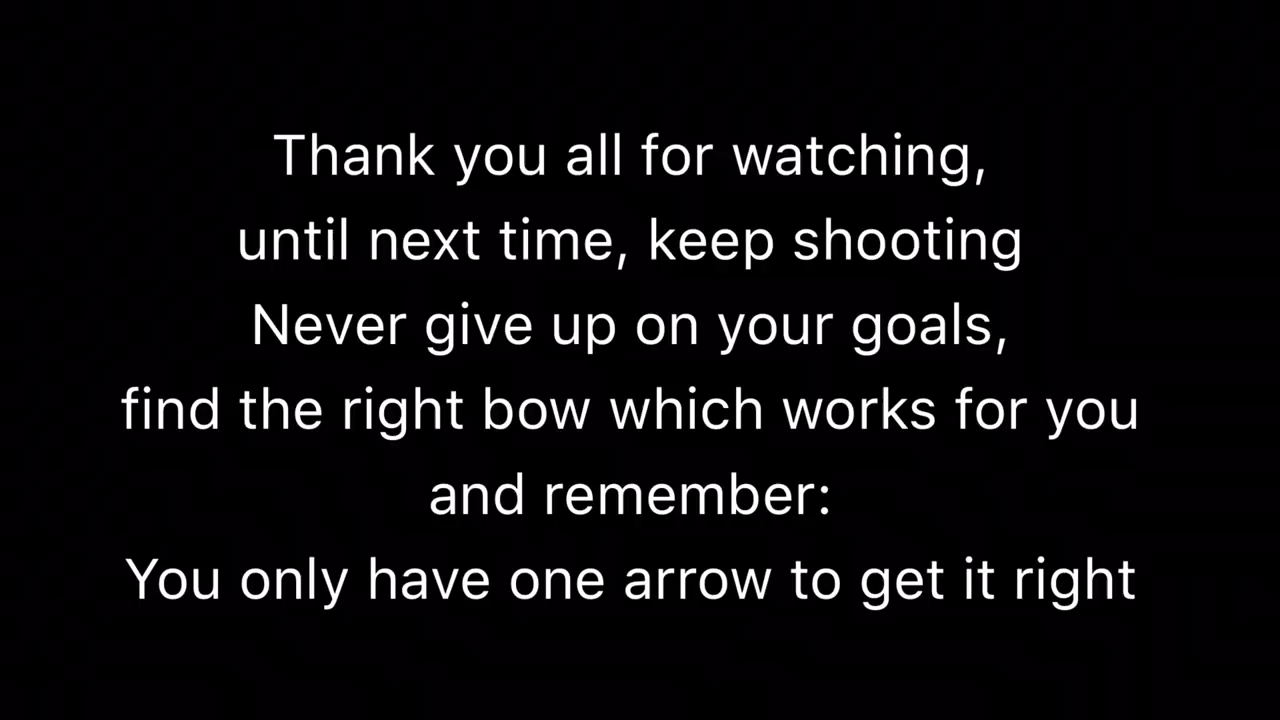 Thank you all for watching,
until next time, keep shooting
Never give up on your goals,
find the right bow which works for you
and remember:
You only have one arrow to get it right